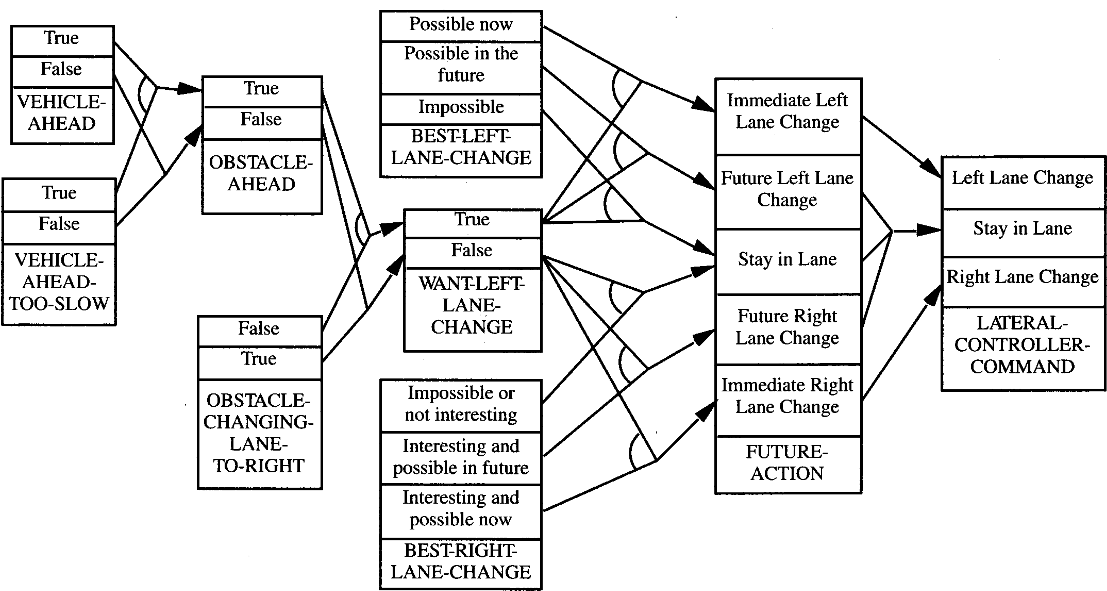 True
False
VEHICLE-
AHEAD
True
False
VEHICLE-
AHEAD-
TOO-SLOW
True
False
OBSTACLE-
AHEAD
False
True
OBSTACLE-
CHANGING-
LANE-
TO-RIGHT
Possible now
Possible in the
future
Impossible
BEST-LEFT-
LANE-CHANGE
True
False
WANT-LEFT-
LANE-
CHANGE
Impossible or
not interesting
Interesting and
possible in future
Interesting and
possible now
BEST-RIGHT-
LANE-CHANGE
Immediate Left
Lane Change
Future Left Lane
Change
Stay in Lane
Future Right
Lane Change
Immediate Right
Lane Change
FUTURE-
ACTION
Left Lane Change
Stay in Lane
Right Lane Change
LATERAL-
CONTROLLER-
COMMAND